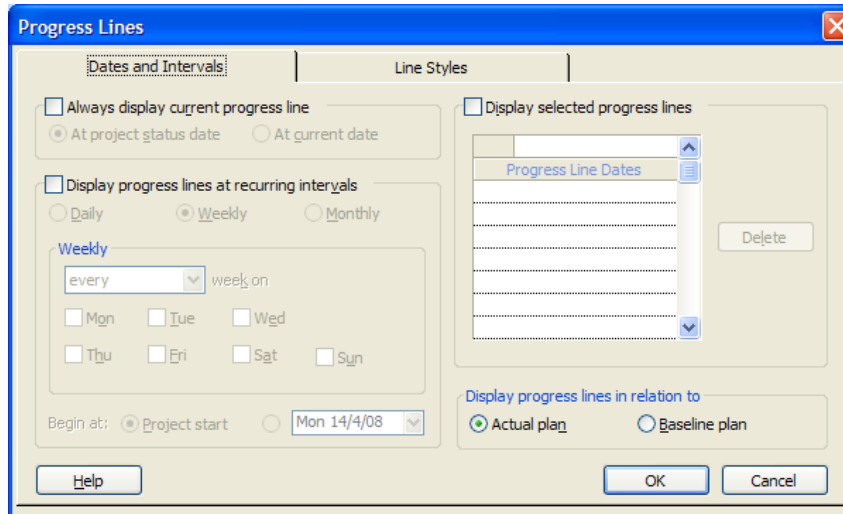 Progress Lines
Dates and Intervals
Line Styles
Always display current progress line
At project status date
At current date
Display progress lines at recurring intervals
Daily
Weekly
Monthly
Weekly
every
week on
Mon
Tue
Wed
Thu
Fri
Sat
Sun
Begin at:
Project start
Mon 14/4/08
Display selected progress lines
Progress Line Dates
Delete
Display progress lines in relation to
Actual plan
Baseline plan
Help
OK
Cancel